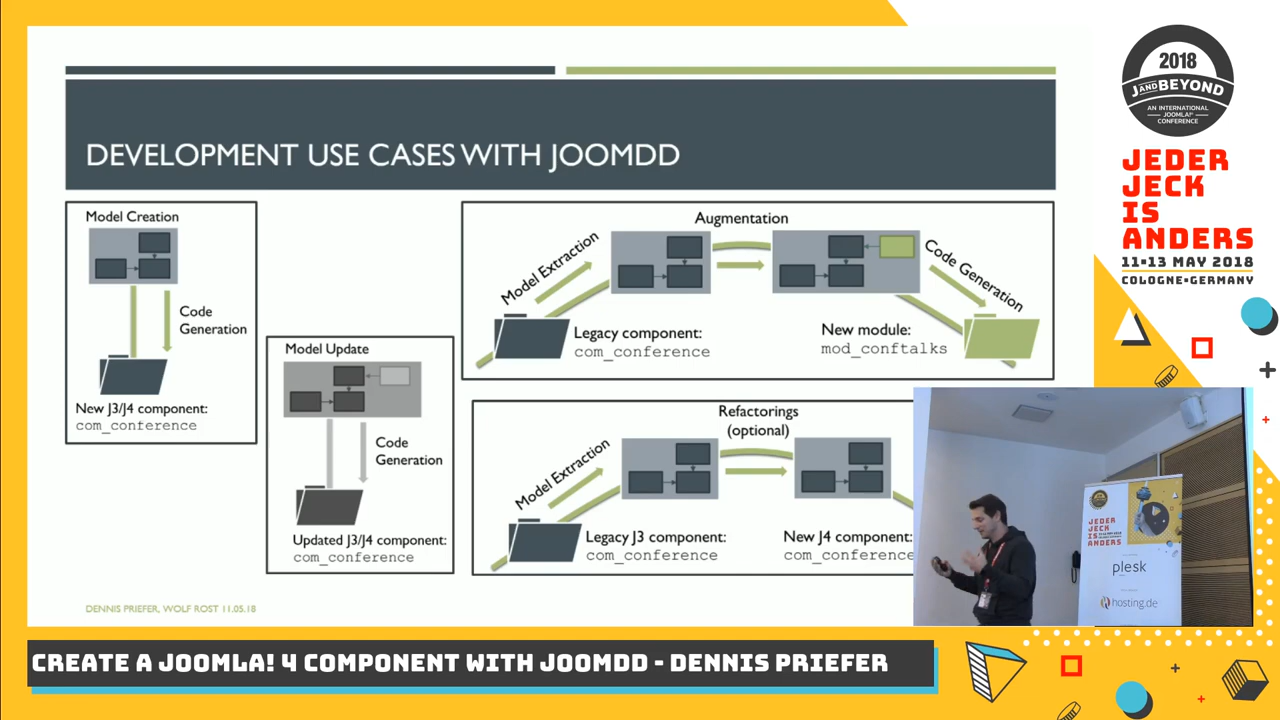 DEVELOPMENT USE CASES WITH JOOMDD
Model Creation
Code
Generation
New J3/J4 component:
com_conference
Model Update
Code
Generation
Updated J3/J4 component:
com_conference
Augmentation
Model Extraction
Code Generation
Legacy component:
com_conference
New module:
mod_conftalks
Refactorings
(optional)
Model Extraction
Legacy J3 component:
com_conference
New J4 component:
com_conference
DENNIS PRIEFER, WOLF ROST 11.05.18
2018
J AND BEYOND
AN INTERNATIONAL
JOOMLA!®
CONFERENCE
JEDER
JECK
IS
ANDERS
11-13 MAY 2018
COLOGNE•GERMANY
JEDER
JECK
IS
ANDERS
plesk
hosting.de
CREATE A JOOMLA! 4 COMPONENT WITH JOOMDD - DENNIS PRIEFER